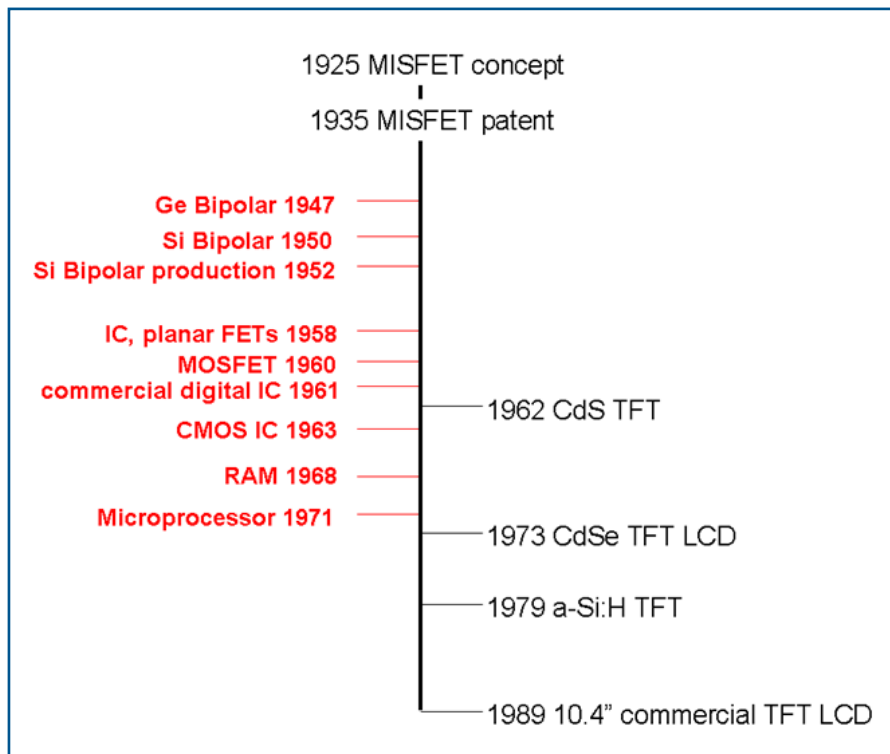 1925 MISFET concept
1935 MISFET patent
Ge Bipolar 1947
Si Bipolar 1950
Si Bipolar production 1952
IC, planar FETs 1958
MOSFET 1960
commercial digital IC 1961
1962 CdS TFT
CMOS IC 1963
RAM 1968
Microprocessor 1971
1973 CdSe TFT LCD
1979 a-Si:H TFT
1989 10.4” commercial TFT LCD